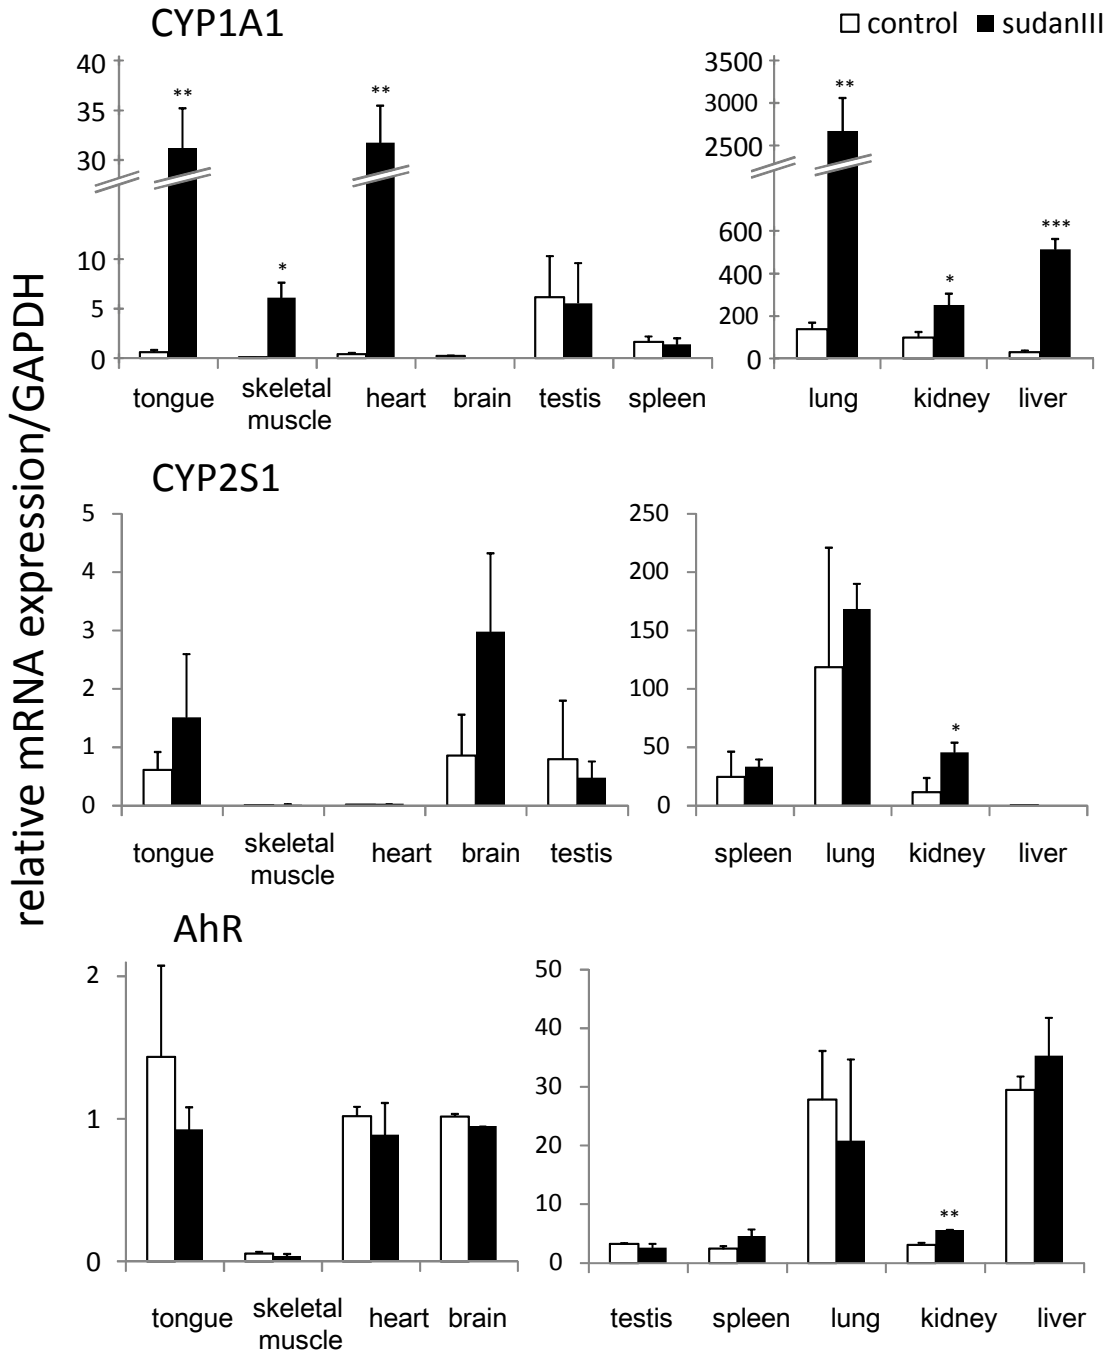 CYP1A1
control sudanIII
relative mRNA expression/GAPDH
40
35
30
10
5
0
** * **
tongue skeletal muscle heart brain testis spleen
3500
3000
2500
600
400
200
0
** * ***
lung kidney liver
CYP2S1
5
4
3
2
1
0
tongue skeletal muscle heart brain testis
250
200
150
100
50
0
*
spleen lung kidney liver
AhR
2
1
0
tongue skeletal muscle heart brain
50
40
30
20
10
0
**
testis spleen lung kidney liver